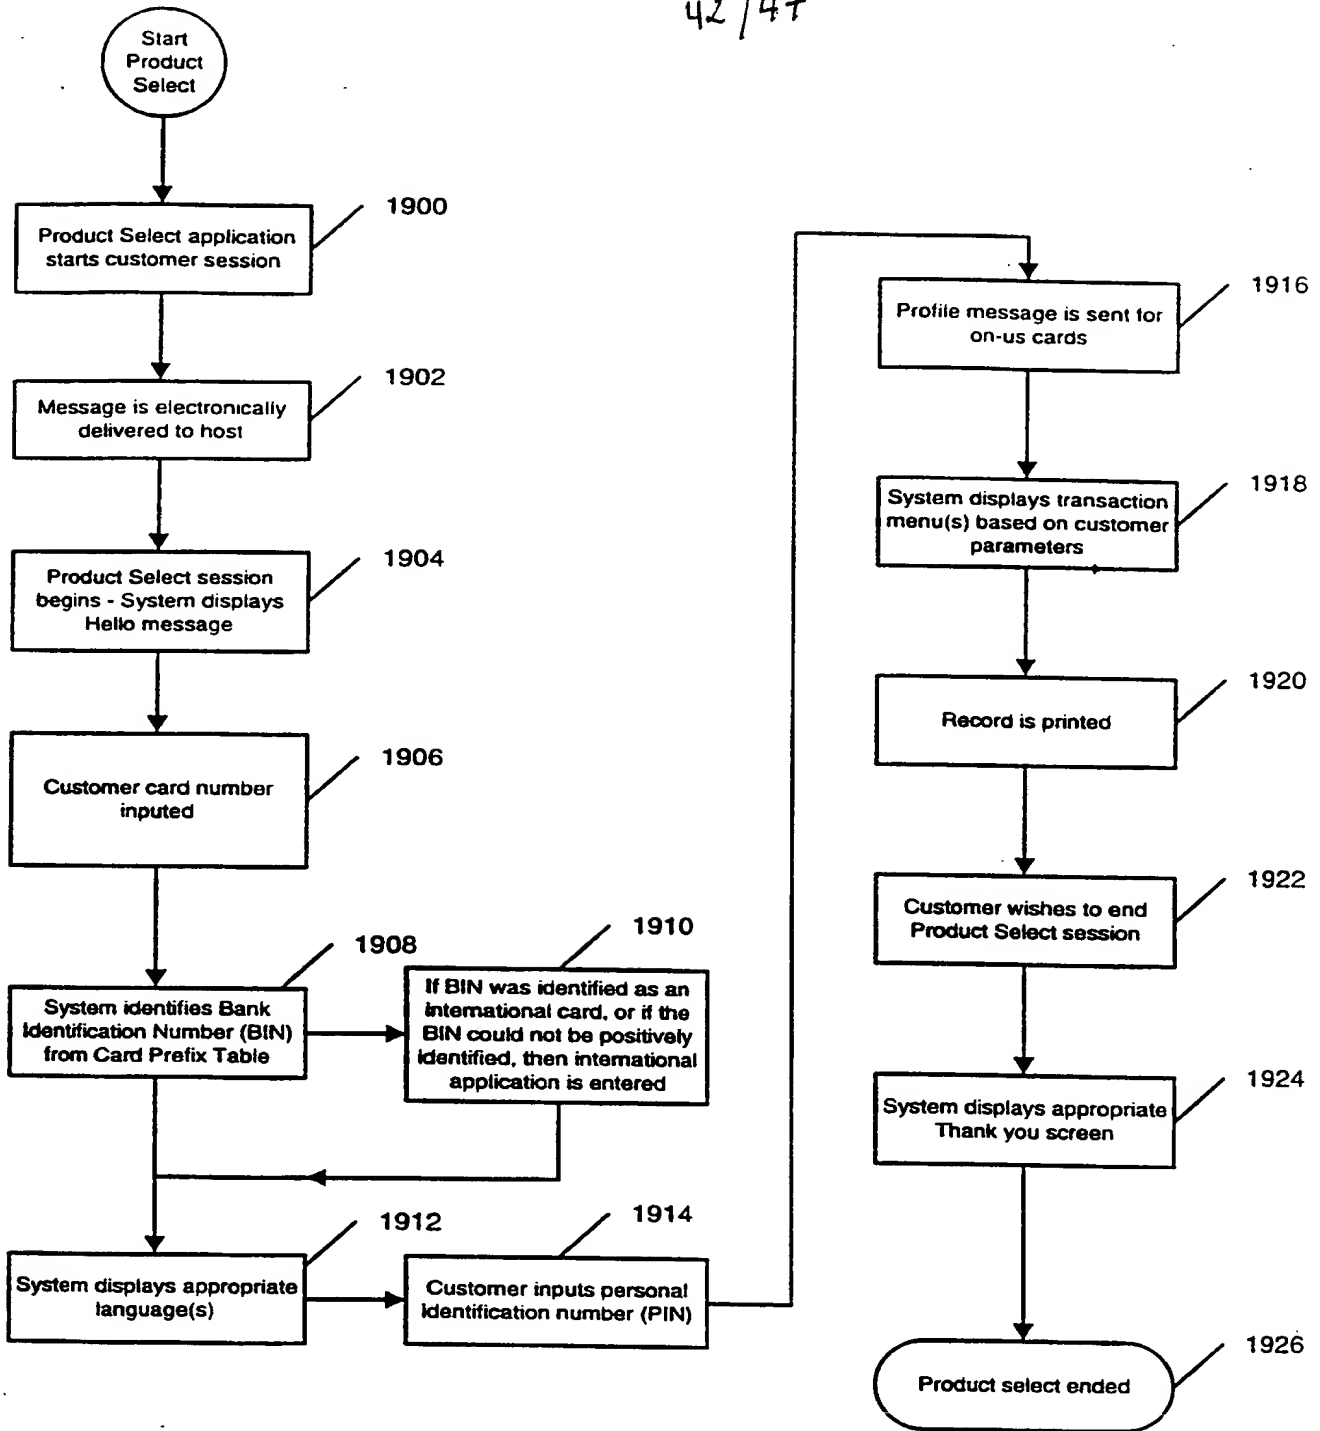 42/47
Start
Product
Select
1900
Product Select application
starts customer session
1902
Message is electronically
delivered to host
1904
Product Select session
begins - System displays
Hello message
1906
Customer card number
inputed
1908
System identifies Bank
Identification Number (BIN)
from Card Prefix Table
1910
If BIN was identified as an
international card, or if the
BIN could not be positively
identified, then international
application is entered
1912
System displays appropriate
language(s)
1914
Customer inputs personal
identification number (PIN)
1916
Profile message is sent for
on-us cards
1918
System displays transaction
menu(s) based on customer
parameters
1920
Record is printed
1922
Customer wishes to end
Product Select session
1924
System displays appropriate
Thank you screen
1926
Product select ended